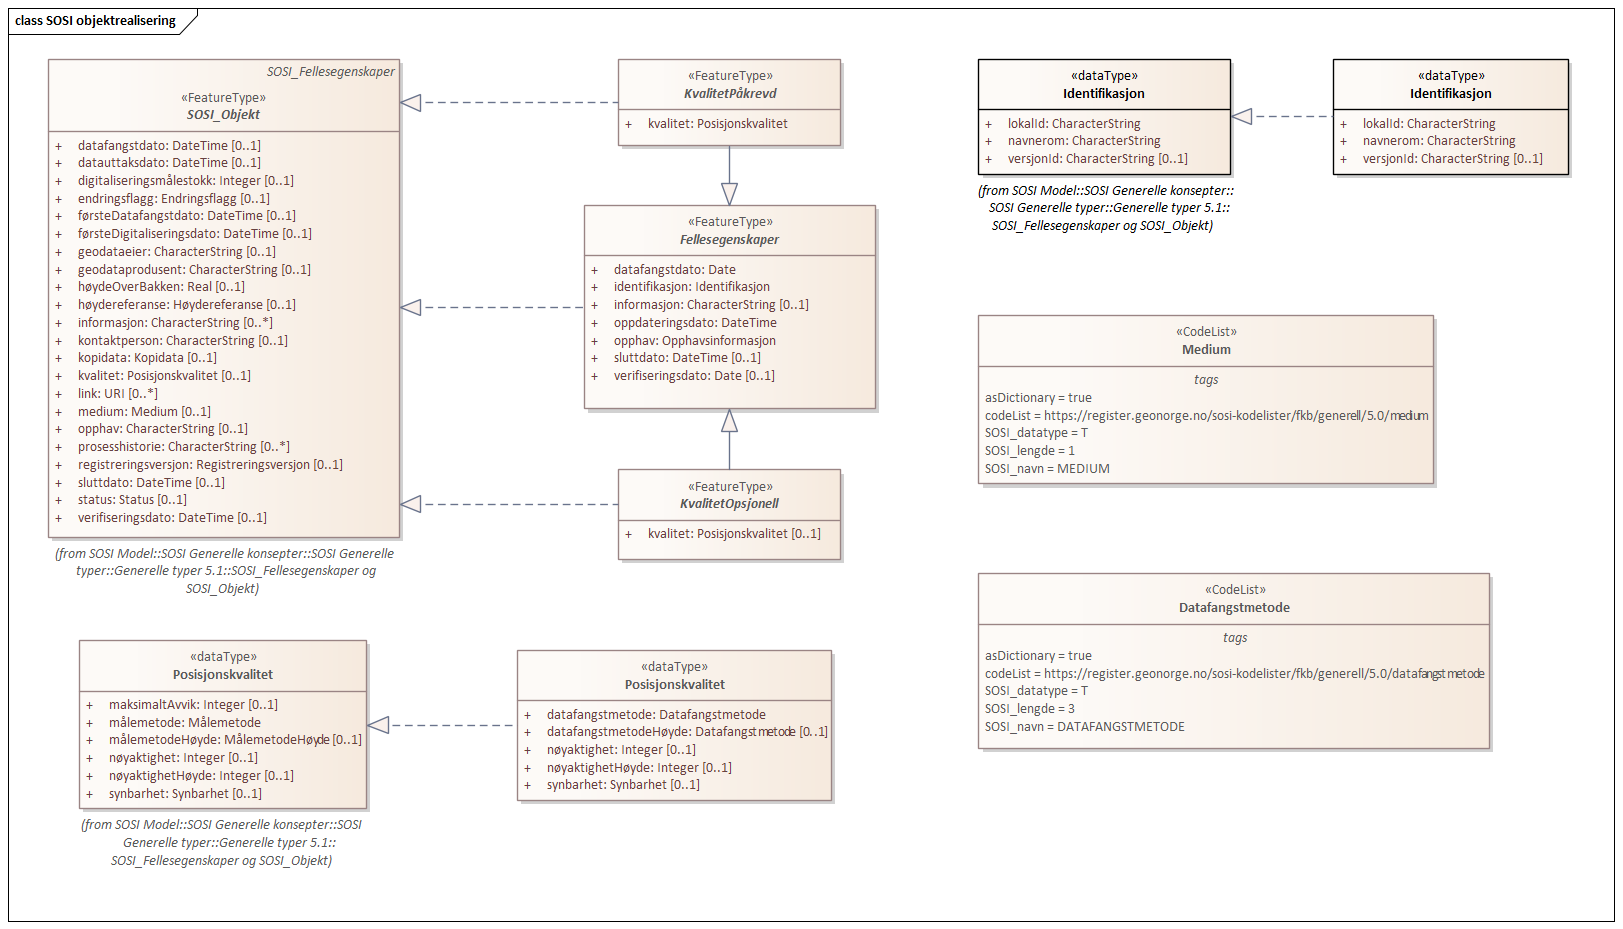 class SOSI objektrealisering
SOSI_Fellesegenskaper
«FeatureType»
SOSI_Objekt
+ datafangstdato: DateTime [0..1]
+ datauttaksdato: DateTime [0..1]
+ digitaliseringsmålestokk: Integer [0..1]
+ endringsflagg: Endringsflagg [0..1]
+ førsteDatafangstdato: DateTime [0..1]
+ førsteDigitaliseringsdato: DateTime [0..1]
+ geodataeier: CharacterString [0..1]
+ geodataprodusent: CharacterString [0..1]
+ høydeOverBakken: Real [0..1]
+ høydereferanse: Høydereferanse [0..1]
+ informasjon: CharacterString [0..*]
+ kontaktperson: CharacterString [0..1]
+ kopidata: Kopidata [0..1]
+ kvalitet: Posisjonskvalitet [0..1]
+ link: URI [0..*]
+ medium: Medium [0..1]
+ opphav: CharacterString [0..1]
+ prosesshistorie: CharacterString [0..*]
+ registreringsversjon: Registreringsversjon [0..1]
+ sluttdato: DateTime [0..1]
+ status: Status [0..1]
+ verifiseringsdato: DateTime [0..1]
(from SOSI Model::SOSI Generelle konsepter::SOSI Generelle
typer::Generelle typer 5.1::SOSI_Fellesegenskaper og
SOSI_Objekt)
«FeatureType»
KvalitetPåkrevd
+ kvalitet: Posisjonskvalitet
«FeatureType»
Fellesegenskaper
+ datafangstdato: Date
+ identifikasjon: Identifikasjon
+ informasjon: CharacterString [0..1]
+ oppdateringsdato: DateTime
+ opphav: Opphavsinformasjon
+ sluttdato: DateTime [0..1]
+ verifiseringsdato: Date [0..1]
«FeatureType»
KvalitetOpsjonell
+ kvalitet: Posisjonskvalitet [0..1]
«dataType»
Identifikasjon
+ lokalId: CharacterString
+ navnerom: CharacterString
+ versjonId: CharacterString [0..1]
(from SOSI Model::SOSI Generelle konsepter::
SOSI Generelle typer::Generelle typer 5.1::
SOSI_Fellesegenskaper og SOSI_Objekt)
«dataType»
Identifikasjon
+ lokalId: CharacterString
+ navnerom: CharacterString
+ versjonId: CharacterString [0..1]
«CodeList»
Medium
tags
asDictionary = true
codeList = https://register.geonorge.no/sosi-kodelister/fkb/generell/5.0/medium
SOSI_datatype = T
SOSI_lengde = 1
SOSI_navn = MEDIUM
«CodeList»
Datafangstmetode
tags
asDictionary = true
codeList = https://register.geonorge.no/sosi-kodelister/fkb/generell/5.0/datafangstmetode
SOSI_datatype = T
SOSI_lengde = 3
SOSI_navn = DATAFANGSTMETODE
«dataType»
Posisjonskvalitet
+ maksimaltAvvik: Integer [0..1]
+ målemetode: Målemetode
+ målemetodeHøyde: MålemetodeHøyde [0..1]
+ nøyaktighet: Integer [0..1]
+ nøyaktighetHøyde: Integer [0..1]
+ synbarhet: Synbarhet [0..1]
(from SOSI Model::SOSI Generelle konsepter::SOSI
Generelle typer::Generelle typer 5.1::
SOSI_Fellesegenskaper og SOSI_Objekt)
«dataType»
Posisjonskvalitet
+ datafangstmetode: Datafangstmetode
+ datafangstmetodeHøyde: Datafangstmetode [0..1]
+ nøyaktighet: Integer [0..1]
+ nøyaktighetHøyde: Integer [0..1]
+ synbarhet: Synbarhet [0..1]